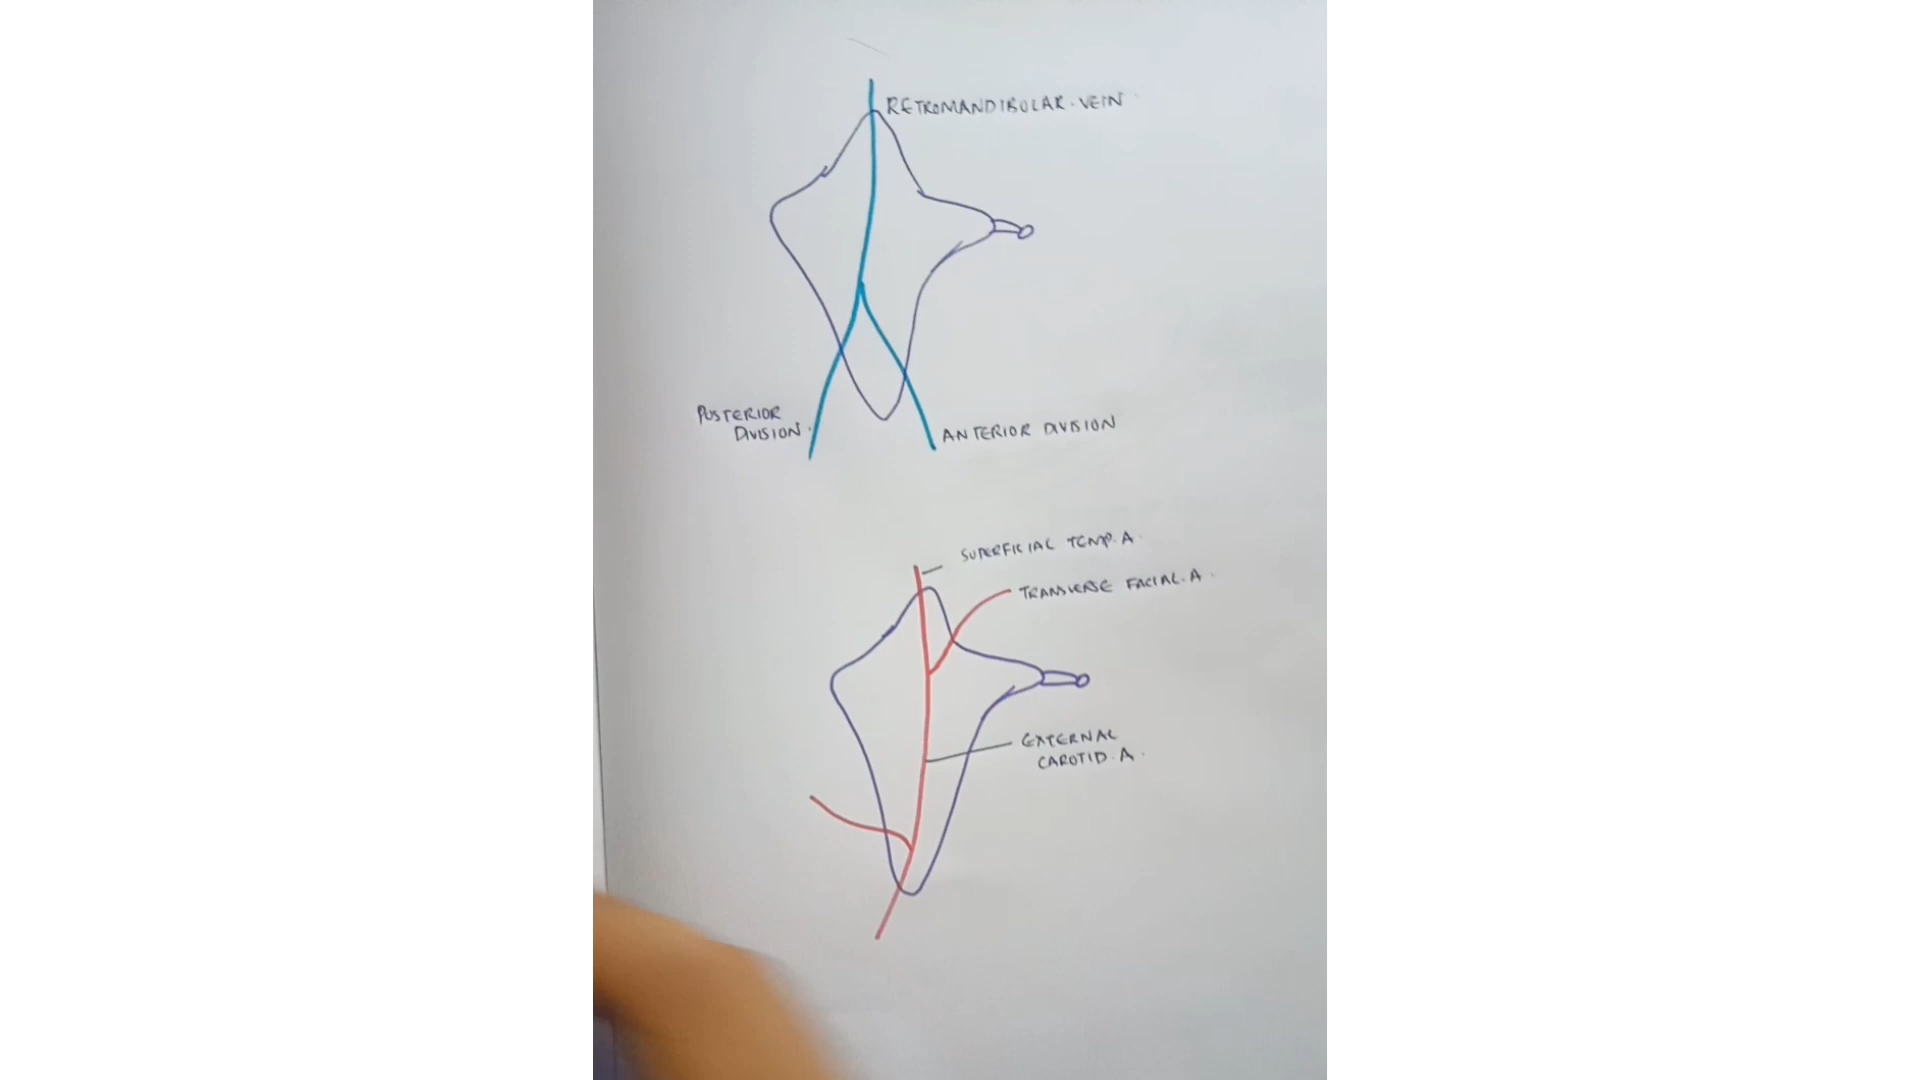 RETROMANDIBULAR. VEIN
POSTERIOR
DIVISION.
ANTERIOR DIVISION
SUPERFICIAL TEMP. A.
TRANSVERSE FACIAL. A.
EXTERNAL
CAROTID. A.